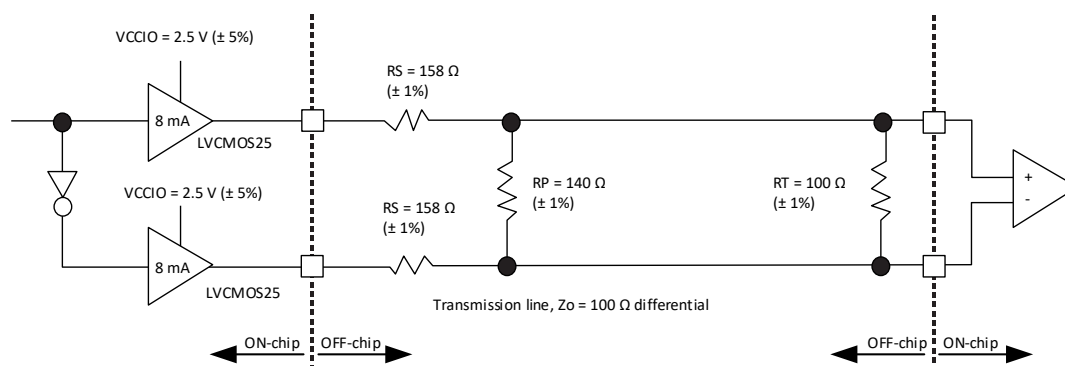 VCCIO = 2.5 V (± 5%)
8 mA
LVCMOS25
RS = 158 Ω
(± 1%)
RP = 140 Ω
(± 1%)
RT = 100 Ω
(± 1%)
+
-
VCCIO = 2.5 V (± 5%)
8 mA
LVCMOS25
RS = 158 Ω
(± 1%)
Transmission line, Zo = 100 Ω differential
ON-chip
OFF-chip
OFF-chip
ON-chip